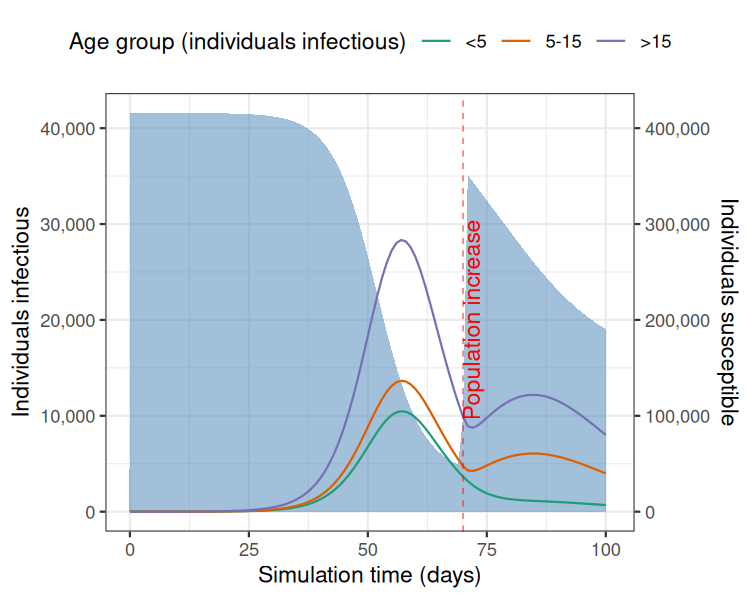 Age group (individuals infectious) <5 5-15 >15
40,000
30,000
20,000
10,000
0
Individuals infectious
Population increase
400,000
300,000
200,000
100,000
0
Individuals susceptible
0 25 50 75 100
Simulation time (days)